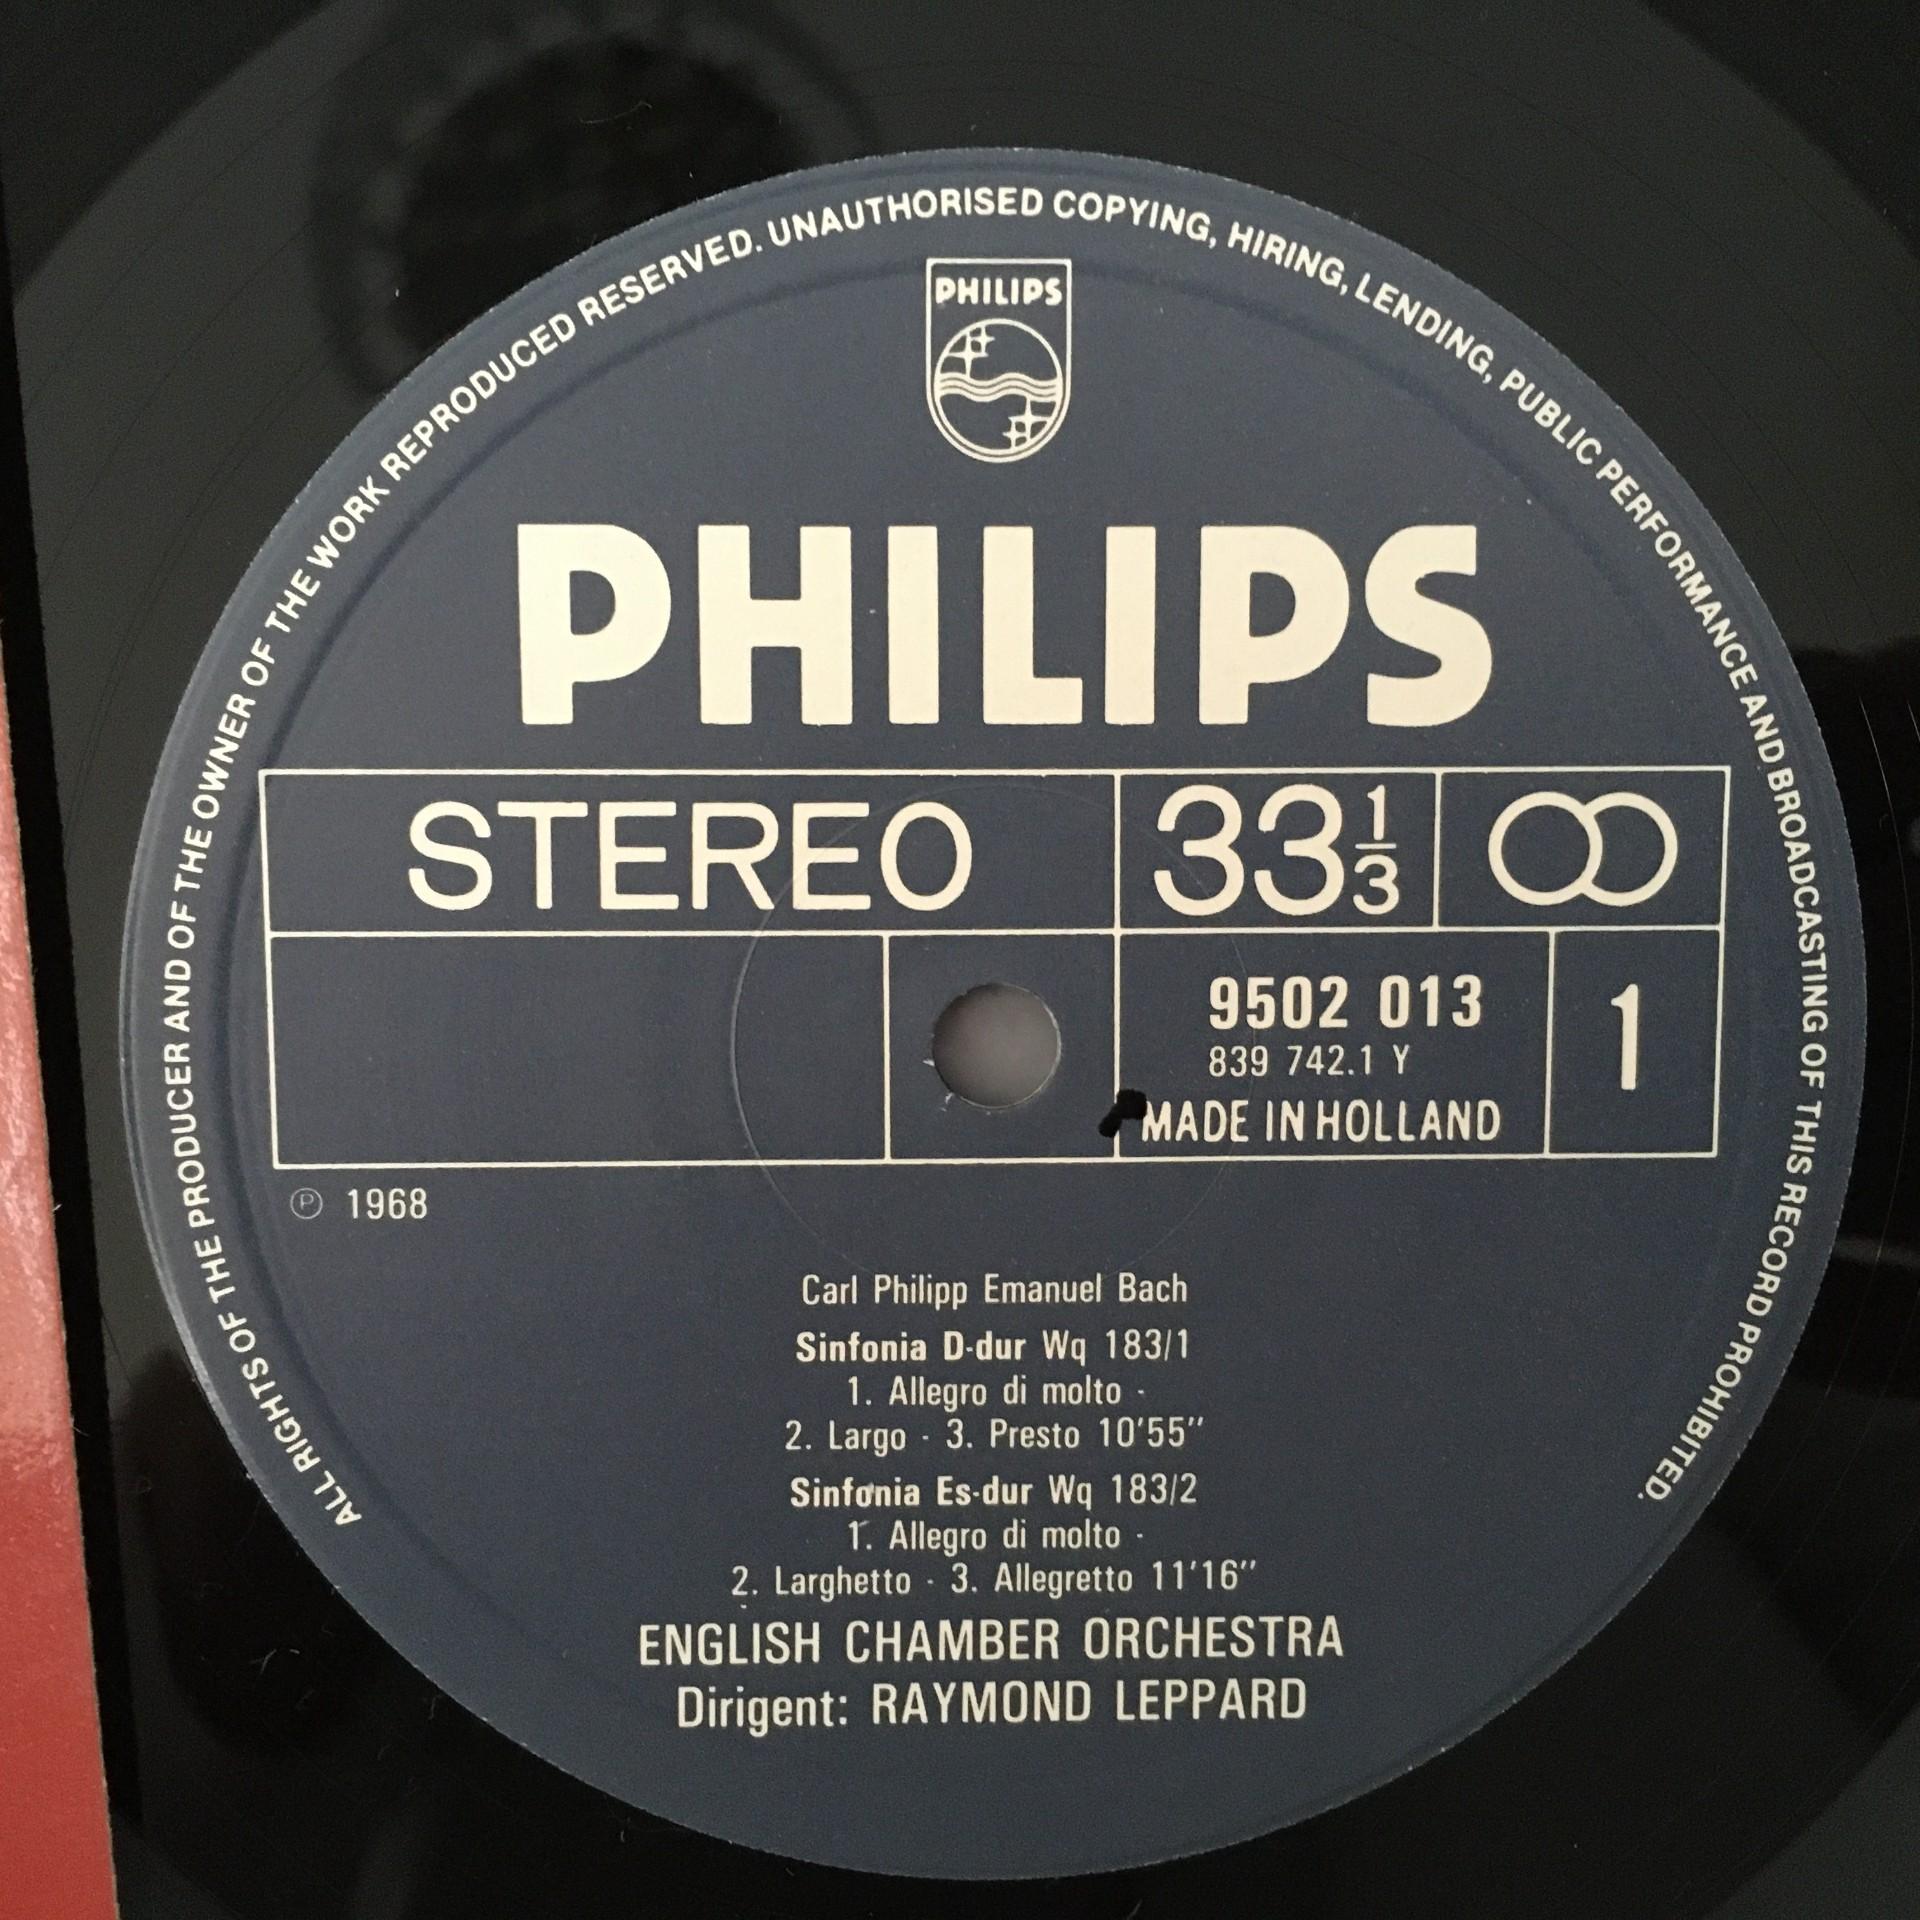 ALL RIGHTS OF THE PRODUCER AND OF THE OWNER OF THE WORK REPRODUCED RESERVED. UNAUTHORISED COPYING, HIRING, LENDING, PUBLIC PERFORMANCE AND BROADCASTING OF THIS RECORD PROHIBITED.
PHILIPS
PHILIPS
STEREO 33 1/3
9502 013 1
839 742.1 Y
MADE IN HOLLAND
℗ 1968
Carl Philipp Emanuel Bach
Sinfonia D-dur Wq 183/1
1. Allegro di molto -
2. Largo - 3. Presto 10'55"
Sinfonia Es-dur Wq 183/2
1. Allegro di molto -
2. Larghetto - 3. Allegretto 11'16"
ENGLISH CHAMBER ORCHESTRA
Dirigent: RAYMOND LEPPARD